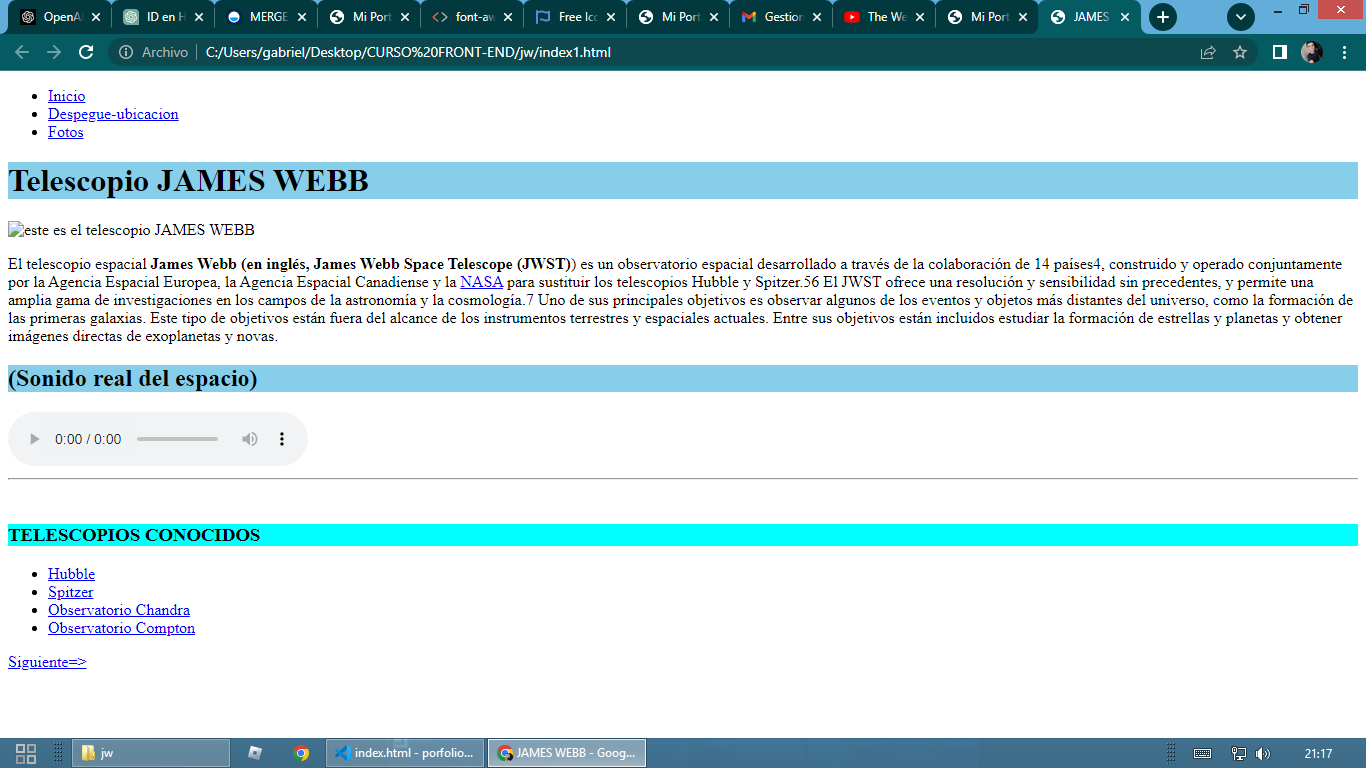 OpenA
ID en H
MERGE
Mi Port
font-aw
Free Ico
Mi Port
Gestion
The We
Mi Port
JAMES
Archivo
C:/Users/gabriel/Desktop/CURSO%20FRONT-END/jw/index1.html
Inicio
Despegue-ubicacion
Fotos
Telescopio JAMES WEBB
este es el telescopio JAMES WEBB
El telescopio espacial James Webb (en inglés, James Webb Space Telescope (JWST)) es un observatorio espacial desarrollado a través de la colaboración de 14 países4, construido y operado conjuntamente
por la Agencia Espacial Europea, la Agencia Espacial Canadiense y la NASA para sustituir los telescopios Hubble y Spitzer.56 El JWST ofrece una resolución y sensibilidad sin precedentes, y permite una
amplia gama de investigaciones en los campos de la astronomía y la cosmología.7 Uno de sus principales objetivos es observar algunos de los eventos y objetos más distantes del universo, como la formación de
las primeras galaxias. Este tipo de objetivos están fuera del alcance de los instrumentos terrestres y espaciales actuales. Entre sus objetivos están incluidos estudiar la formación de estrellas y planetas y obtener
imágenes directas de exoplanetas y novas.
(Sonido real del espacio)
0:00 / 0:00
TELESCOPIOS CONOCIDOS
Hubble
Spitzer
Observatorio Chandra
Observatorio Compton
Siguiente=>
jw
index.html - porfolio...
JAMES WEBB - Goog...
21:17